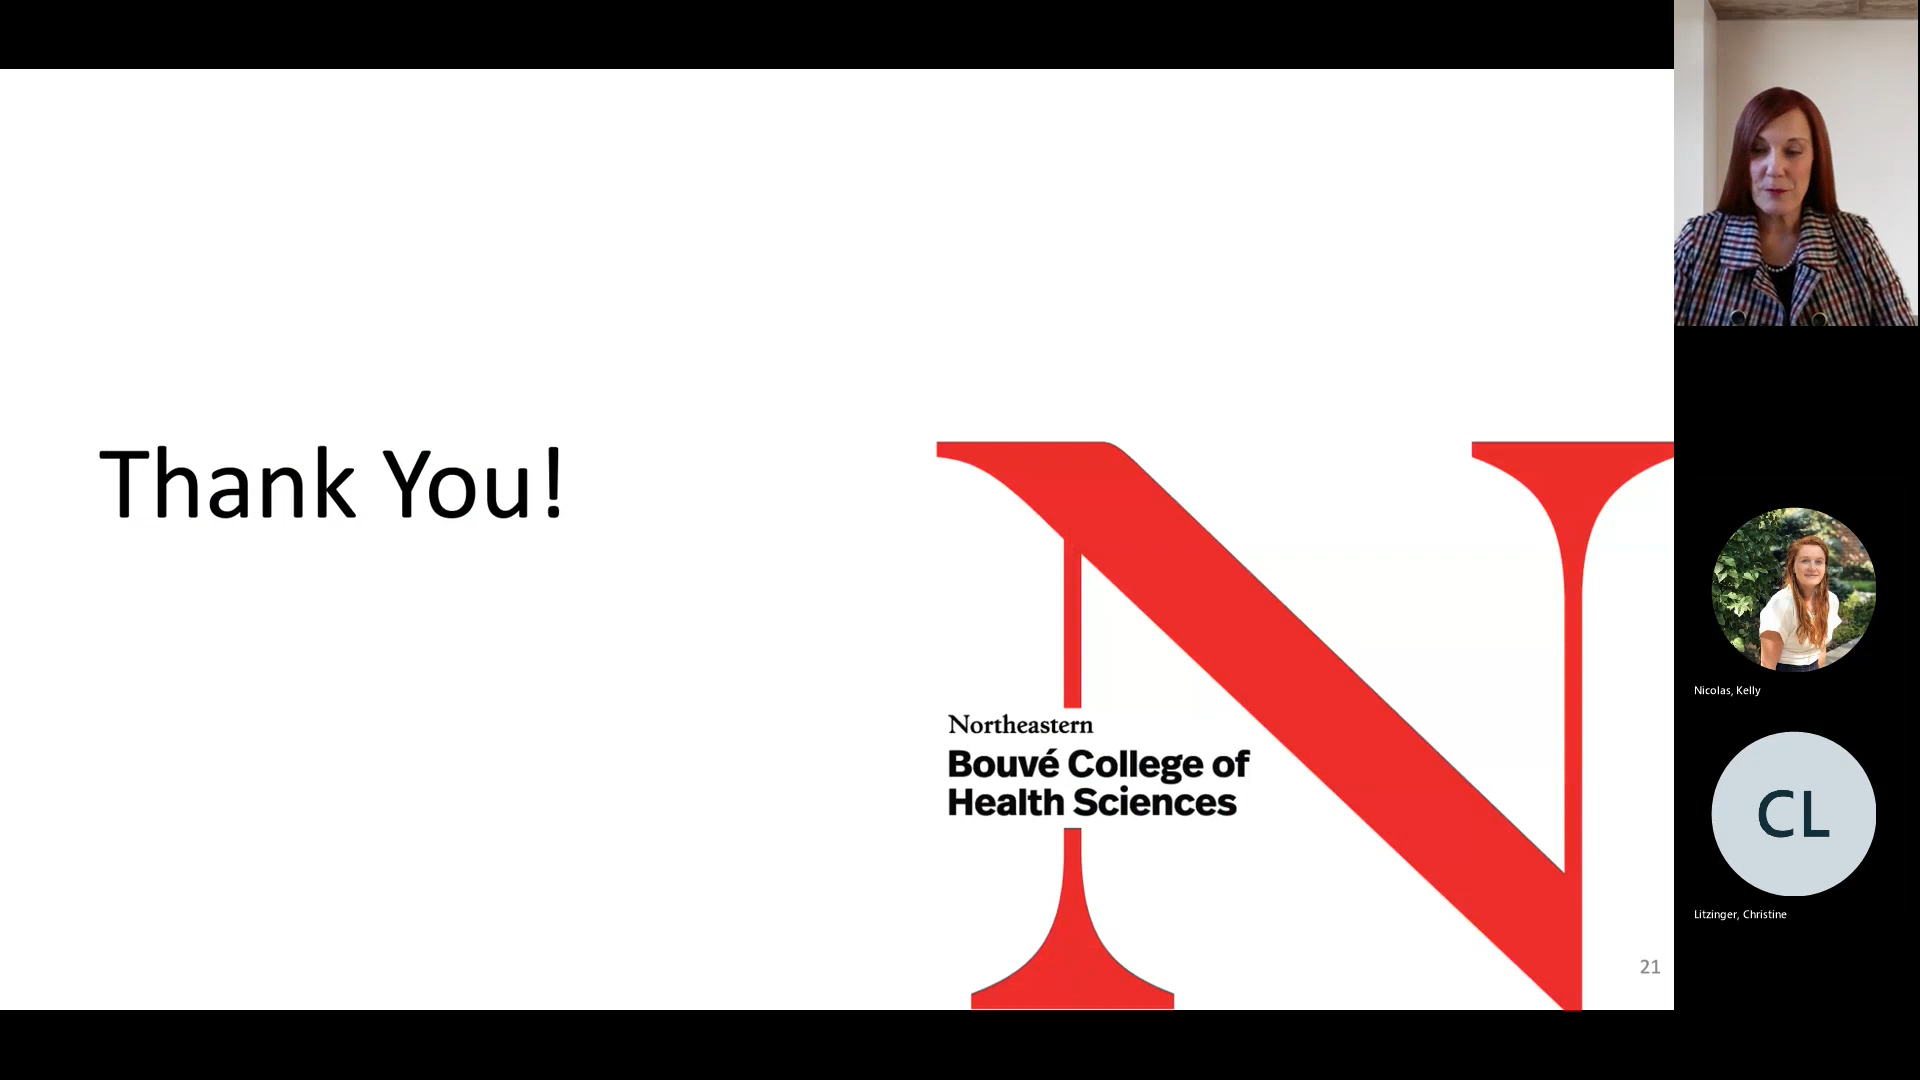 Thank You!
Northeastern
Bouvé College of
Health Sciences
21
Nicolas, Kelly
CL
Litzinger, Christine